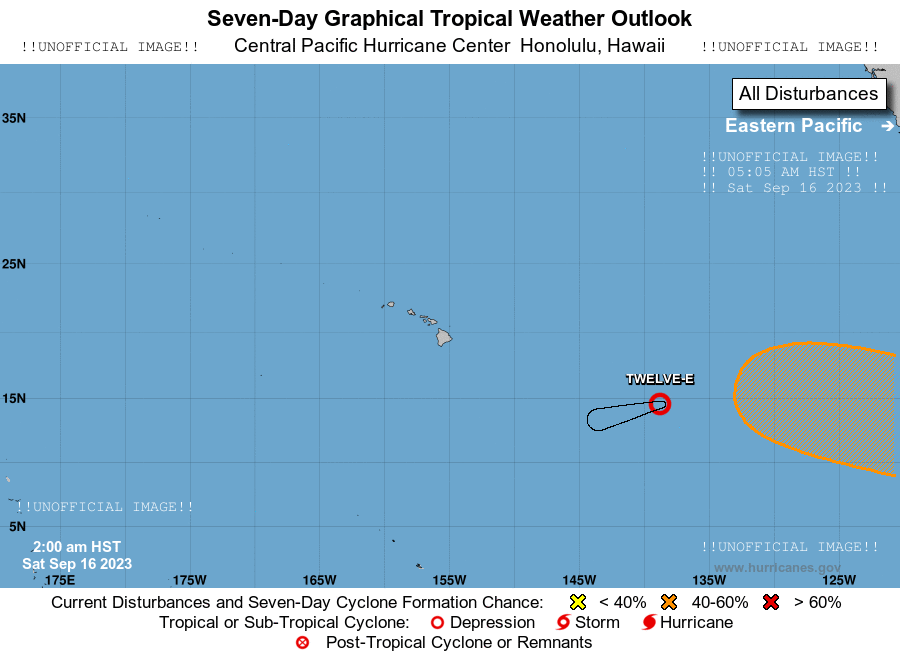 Seven-Day Graphical Tropical Weather Outlook
!!UNOFFICIAL IMAGE!! Central Pacific Hurricane Center Honolulu, Hawaii !!UNOFFICIAL IMAGE!!
All Disturbances
35N
Eastern Pacific →
!!UNOFFICIAL IMAGE!!
!! 05:05 AM HST !!
!! Sat Sep 16 2023 !!
25N
TWELVE-E
15N
!!UNOFFICIAL IMAGE!!
5N
2:00 am HST
Sat Sep 16 2023
!!UNOFFICIAL IMAGE!!
www.hurricanes.gov
175E 175W 165W 155W 145W 135W 125W
Current Disturbances and Seven-Day Cyclone Formation Chance: < 40% 40-60% > 60%
Tropical or Sub-Tropical Cyclone: Depression Storm Hurricane
Post-Tropical Cyclone or Remnants